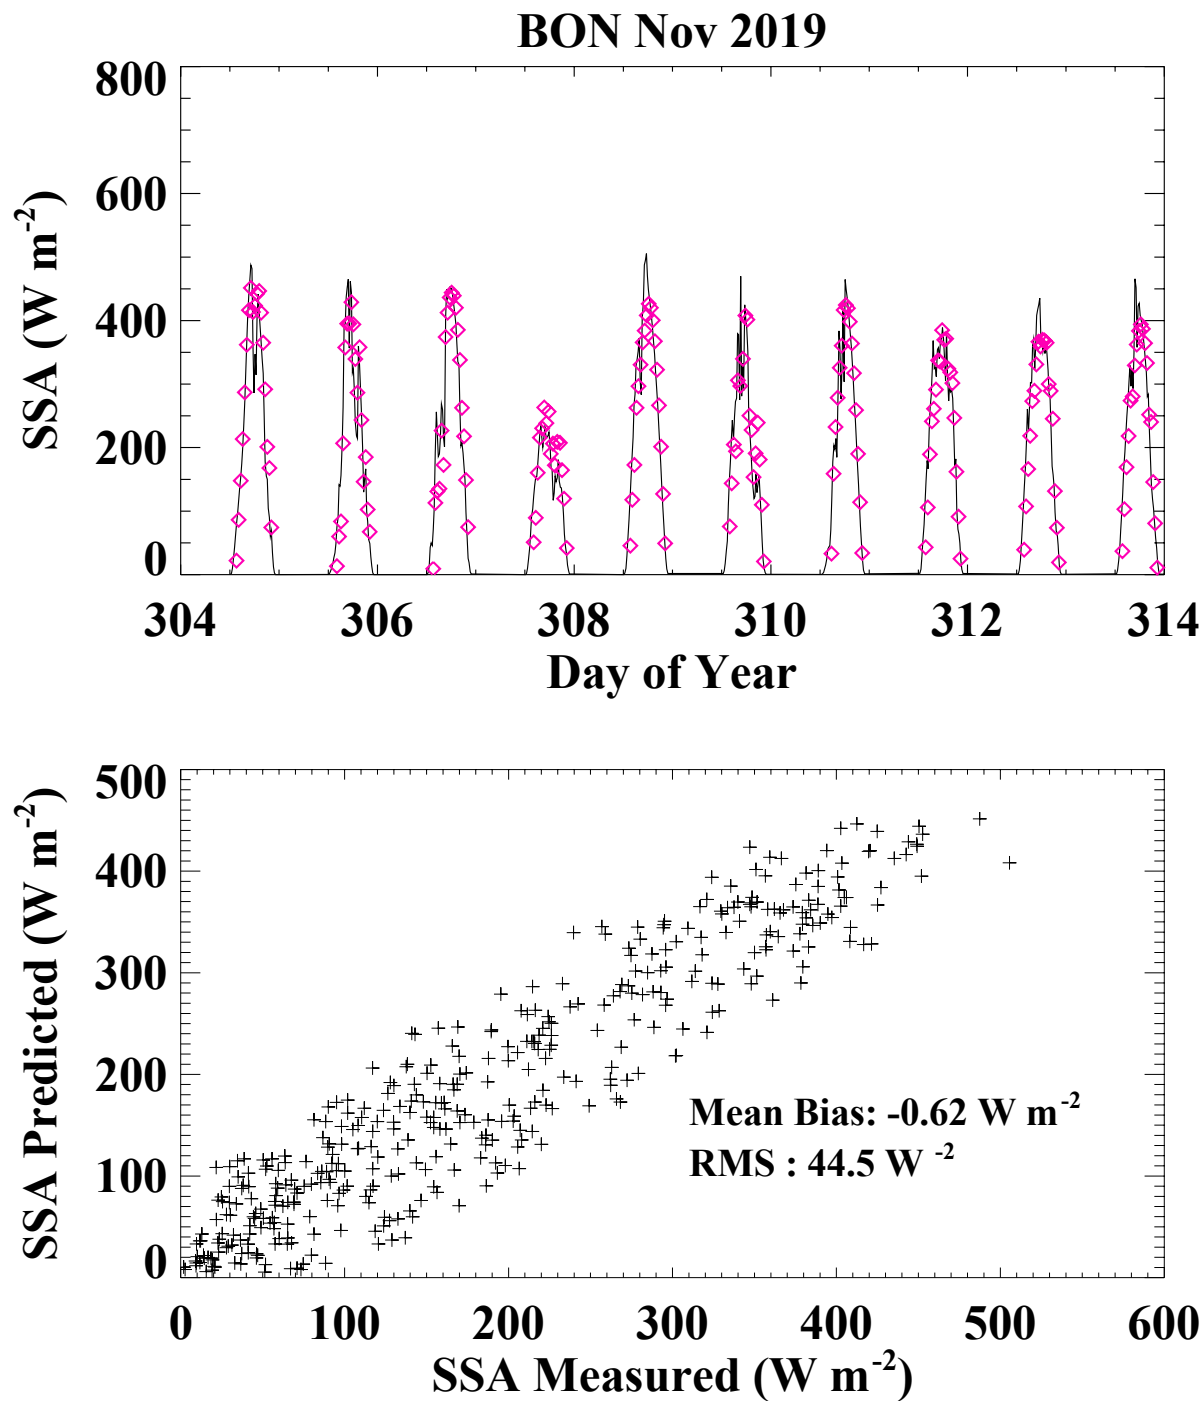 BON Nov 2019
SSA (W m-2)
800
600
400
200
0
304 306 308 310 312 314
Day of Year
SSA Predicted (W m-2)
500
400
300
200
100
0
Mean Bias: -0.62 W m-2
RMS : 44.5 W -2
0 100 200 300 400 500 600
SSA Measured (W m-2)